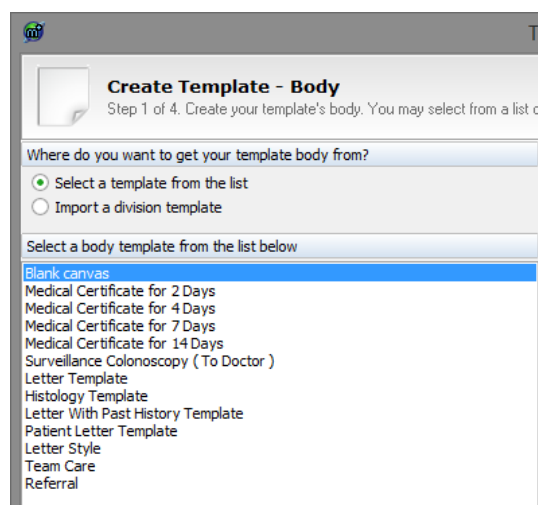 T
Create Template - Body
Step 1 of 4. Create your template's body. You may select from a list
Where do you want to get your template body from?
Select a template from the list
Import a division template
Select a body template from the list below
Blank canvas
Medical Certificate for 2 Days
Medical Certificate for 4 Days
Medical Certificate for 7 Days
Medical Certificate for 14 Days
Surveillance Colonoscopy ( To Doctor )
Letter Template
Histology Template
Letter With Past History Template
Patient Letter Template
Letter Style
Team Care
Referral